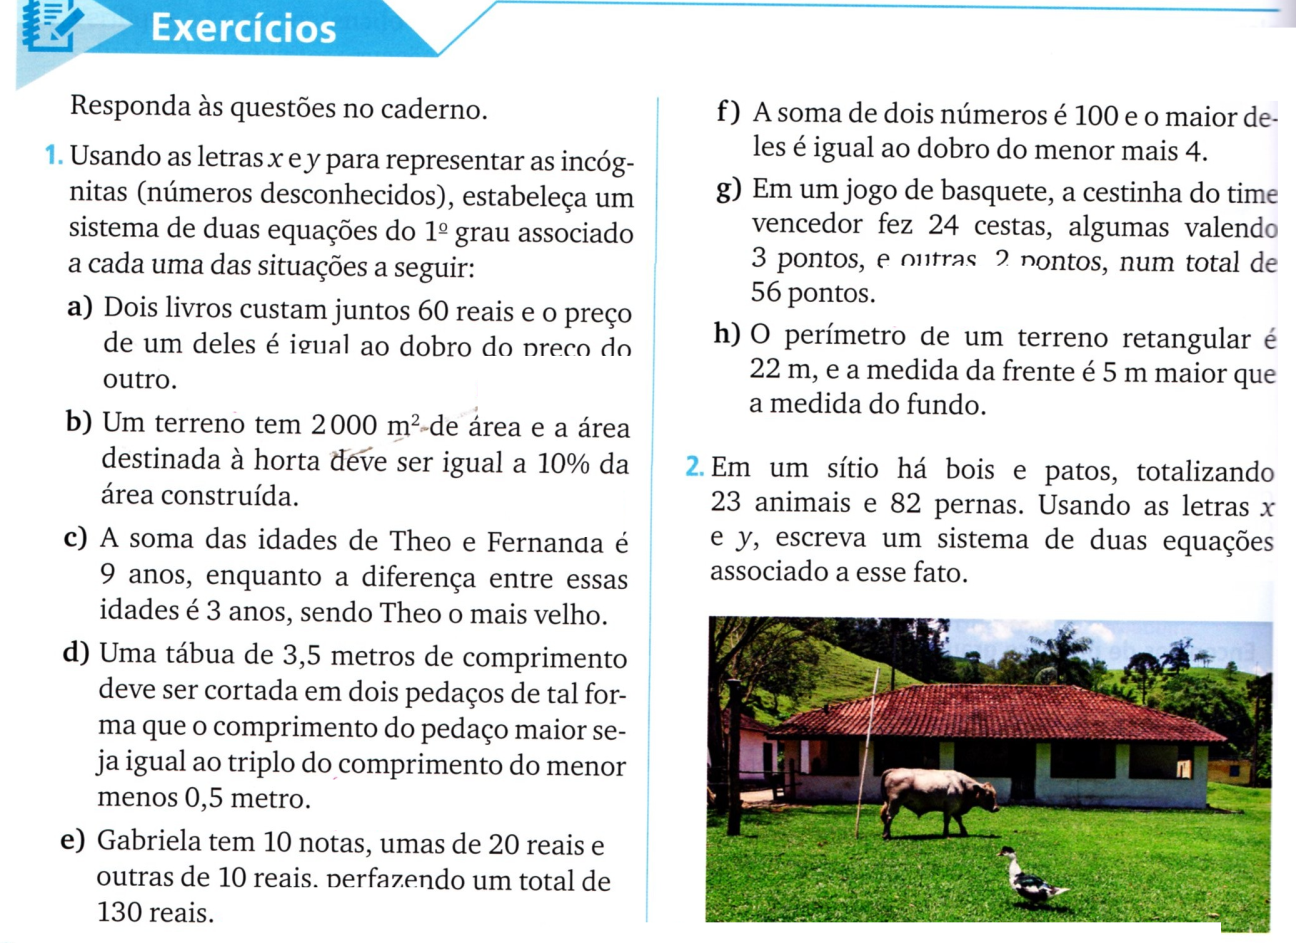 Exercícios
Responda às questões no caderno.
1. Usando as letras x e y para representar as incóg-
nitas (números desconhecidos), estabeleça um
sistema de duas equações do 1º grau associado
a cada uma das situações a seguir:
a) Dois livros custam juntos 60 reais e o preço
de um deles é igual ao dobro do preço do
outro.
b) Um terreno tem 2000 m² de área e a área
destinada à horta deve ser igual a 10% da
área construída.
c) A soma das idades de Theo e Fernanda é
9 anos, enquanto a diferença entre essas
idades é 3 anos, sendo Theo o mais velho.
d) Uma tábua de 3,5 metros de comprimento
deve ser cortada em dois pedaços de tal for-
ma que o comprimento do pedaço maior se-
ja igual ao triplo do comprimento do menor
menos 0,5 metro.
e) Gabriela tem 10 notas, umas de 20 reais e
outras de 10 reais, perfazendo um total de
130 reais.
f) A soma de dois números é 100 e o maior de-
les é igual ao dobro do menor mais 4.
g) Em um jogo de basquete, a cestinha do time
vencedor fez 24 cestas, algumas valendo
3 pontos, e outras 2 pontos, num total de
56 pontos.
h) O perímetro de um terreno retangular é
22 m, e a medida da frente é 5 m maior que
a medida do fundo.
2. Em um sítio há bois e patos, totalizando
23 animais e 82 pernas. Usando as letras x
e y, escreva um sistema de duas equações
associado a esse fato.